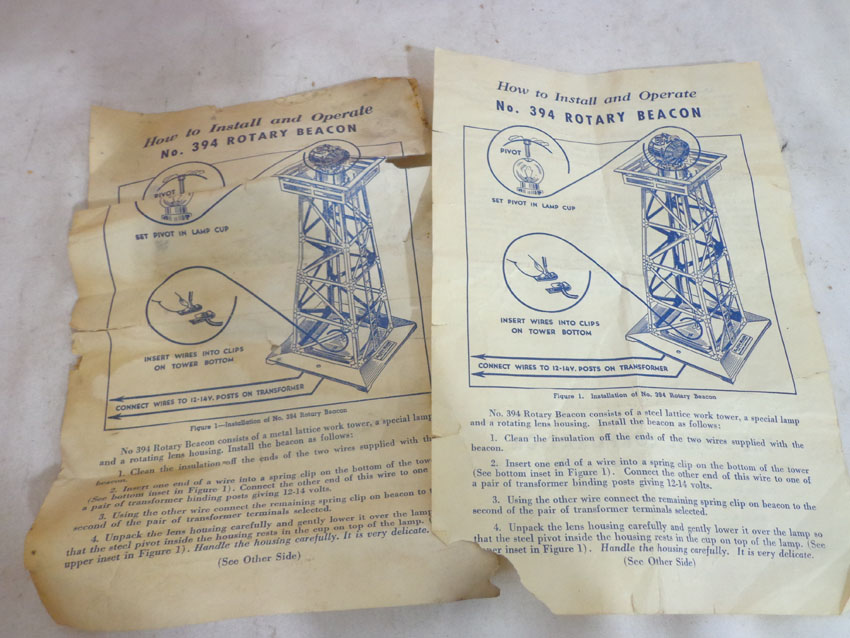 How to Install and Operate
No. 394 ROTARY BEACON
PIVOT
SET PIVOT IN LAMP CUP
INSERT WIRES INTO CLIPS
ON TOWER BOTTOM
CONNECT WIRES TO 12-14V. POSTS ON TRANSFORMER
Figure 1—Installation of No. 394 Rotary Beacon
No 394 Rotary Beacon consists of a metal lattice work tower, a special lamp
and a rotating lens housing. Install the beacon as follows:
1. Clean the insulation off the ends of the two wires supplied with the
beacon.
2. Insert one end of a wire into a spring clip on the bottom of the tower
(See bottom inset in Figure 1). Connect the other end of this wire to one
of a pair of transformer binding posts giving 12-14 volts.
3. Using the other wire connect the remaining spring clip on beacon to
second of the pair of transformer terminals selected.
4. Unpack the lens housing carefully and gently lower it over the lamp
that the steel pivot inside the housing rests in the cup on top of the lamp. (
upper inset in Figure 1). Handle the housing carefully. It is very delicate.
(See Other Side)
How to Install and Operate
No. 394 ROTARY BEACON
PIVOT
SET PIVOT IN LAMP CUP
INSERT WIRES INTO CLIPS
ON TOWER BOTTOM
CONNECT WIRES TO 12-14V. POSTS ON TRANSFORMER
Figure 1. Installation of No. 394 Rotary Beacon
No. 394 Rotary Beacon consists of a steel lattice work tower, a special lamp
and a rotating lens housing. Install the beacon as follows:
1. Clean the insulation off the ends of the two wires supplied with the
beacon.
2. Insert one end of a wire into a spring clip on the bottom of the tower
(See bottom inset in Figure 1). Connect the other end of this wire to one of
a pair of transformer binding posts giving 12-14 volts.
3. Using the other wire connect the remaining spring clip on beacon to the
second of the pair of transformer terminals selected.
4. Unpack the lens housing carefully and gently lower it over the lamp so
that the steel pivot inside the housing rests in the cup on top of the lamp. (See
upper inset in Figure 1). Handle the housing carefully. It is very delicate.
(See Other Side)